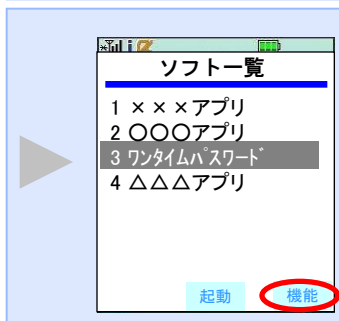 ソフト一覧
1 ×××アプリ
2 〇〇〇アプリ
3 ワンタイムパスワード
4 △△△アプリ
起動 機能